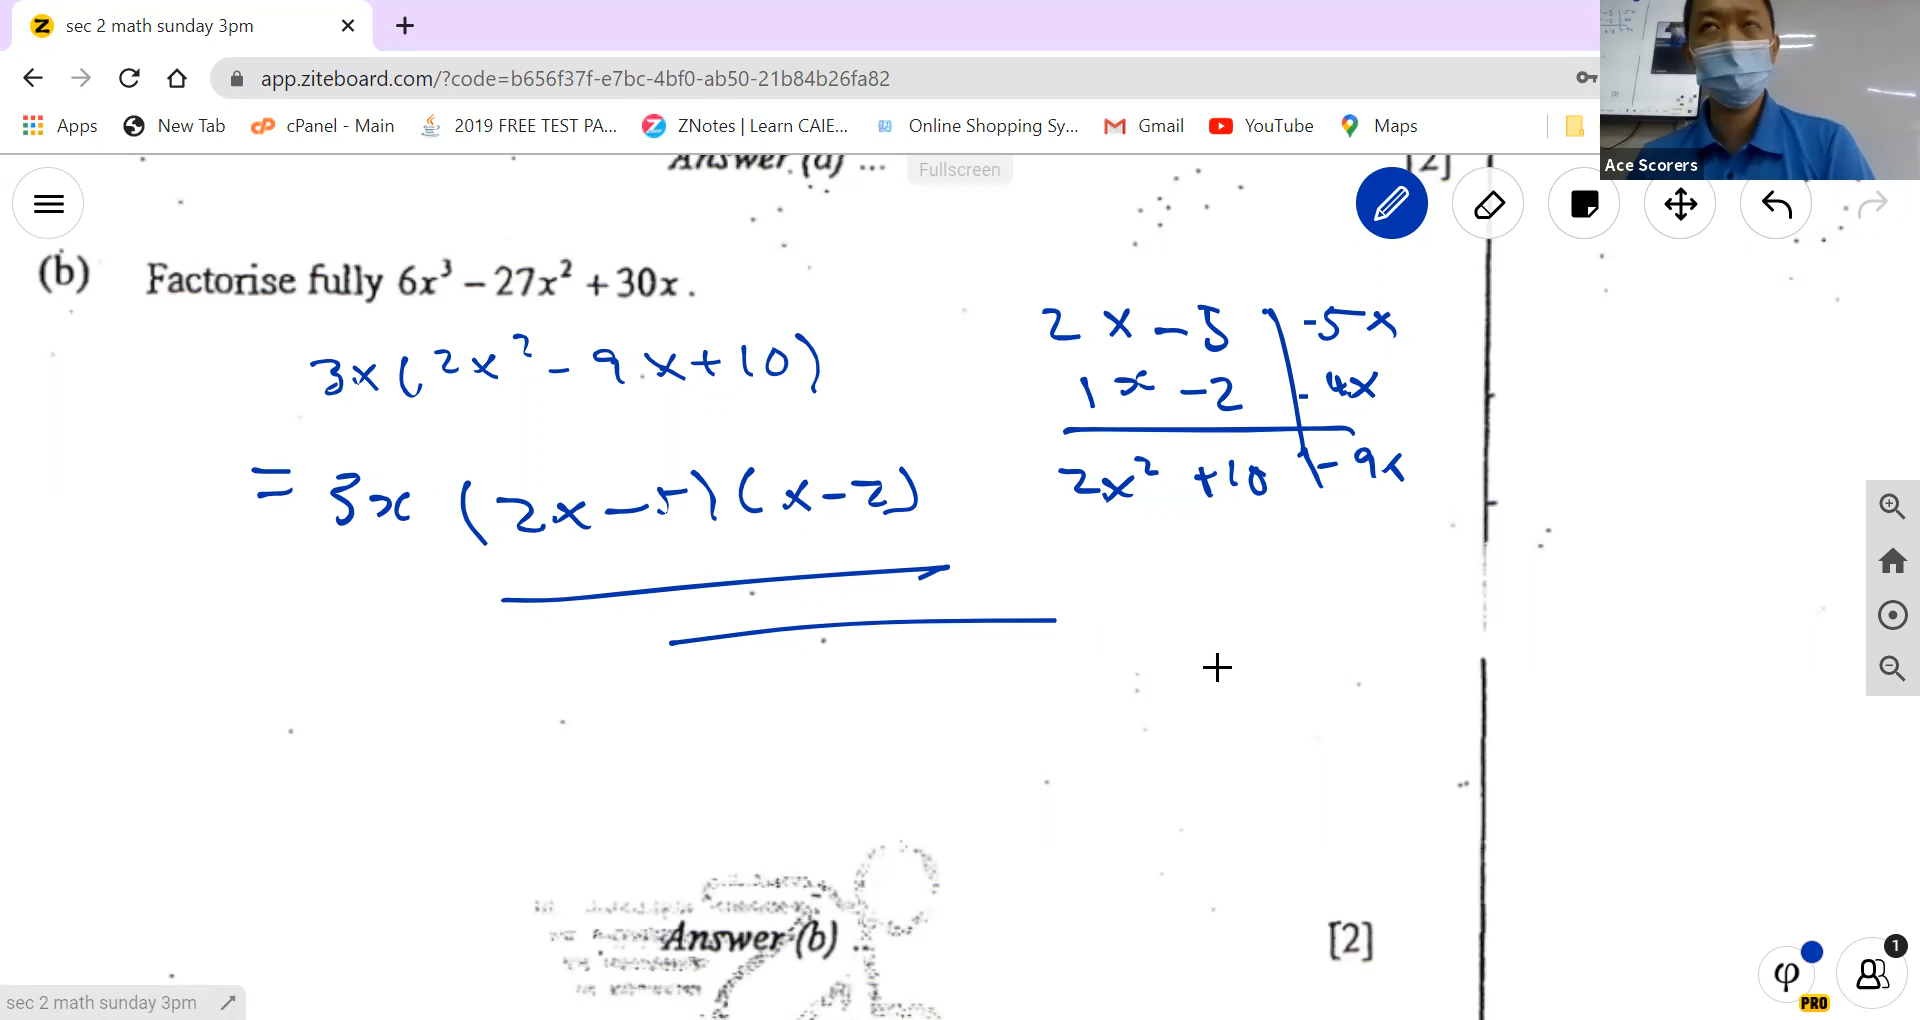 sec 2 math sunday 3pm
app.ziteboard.com/?code=b656f37f-e7bc-4bf0-ab50-21b84b26fa82
Apps New Tab cPanel - Main 2019 FREE TEST PA... ZNotes | Learn CAIE... Online Shopping Sy... Gmail YouTube Maps
Ace Scorers
Answer (a) ... [2]
Fullscreen
(b) Factorise fully 6x³ − 27x² + 30x .
3x(2x² − 9x + 10)
= 3x (2x − 5)(x − 2)
2x − 5 -5x
1x − 2 -4x
2x² +10 -9x
Answer (b) ... [2]
sec 2 math sunday 3pm
φ PRO
1